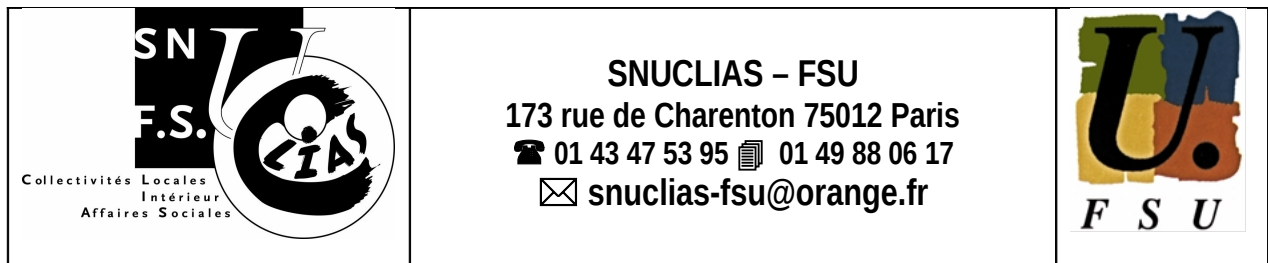 SN
F.S.U
CLIAS
Collectivités Locales
Intérieur
Affaires Sociales
SNUCLIAS – FSU
173 rue de Charenton 75012 Paris
☎ 01 43 47 53 95 01 49 88 06 17
✉ snuclias-fsu@orange.fr
U.
F S U